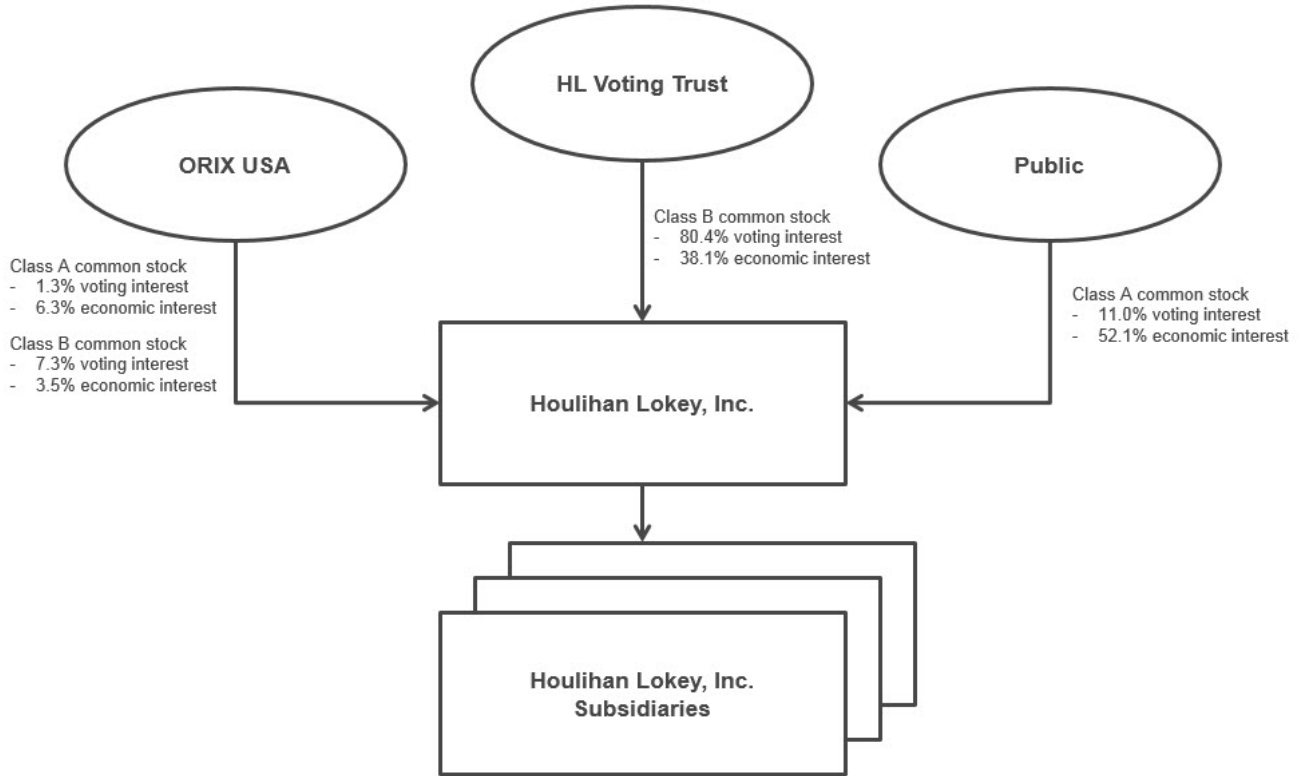 HL Voting Trust
ORIX USA
Public
Class B common stock
- 80.4% voting interest
- 38.1% economic interest
Class A common stock
- 1.3% voting interest
- 6.3% economic interest
Class B common stock
- 7.3% voting interest
- 3.5% economic interest
Class A common stock
- 11.0% voting interest
- 52.1% economic interest
Houlihan Lokey, Inc.
Houlihan Lokey, Inc.
Subsidiaries